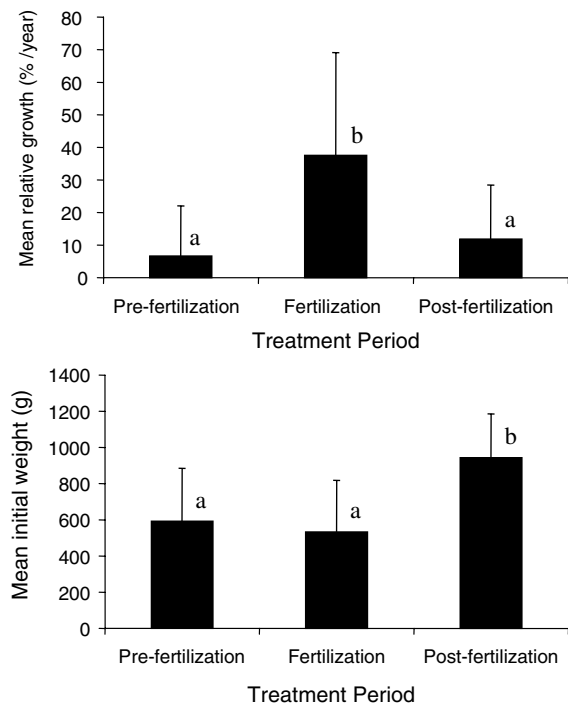 Mean relative growth (% /year)
80
70
60
50
40
30
20
10
0
a
b
a
Pre-fertilization Fertilization Post-fertilization
Treatment Period
Mean initial weight (g)
1400
1200
1000
800
600
400
200
0
a
a
b
Pre-fertilization Fertilization Post-fertilization
Treatment Period